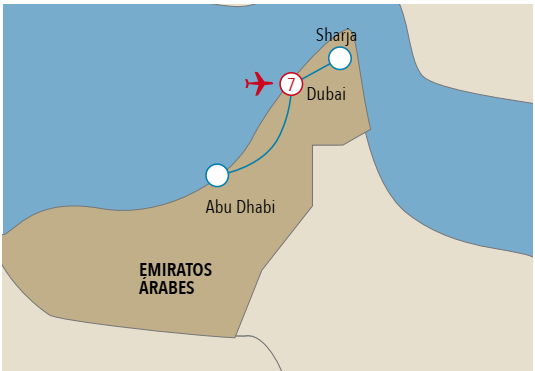 Sharja
7
Dubai
Abu Dhabi
EMIRATOS
ÁRABES